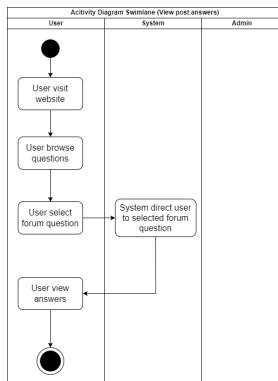 Acitivity Diagram Swimlane (View post answers)
User
System
Admin
User visit
website
User browse
questions
User select
forum question
System direct user
to selected forum
question
User view
answers